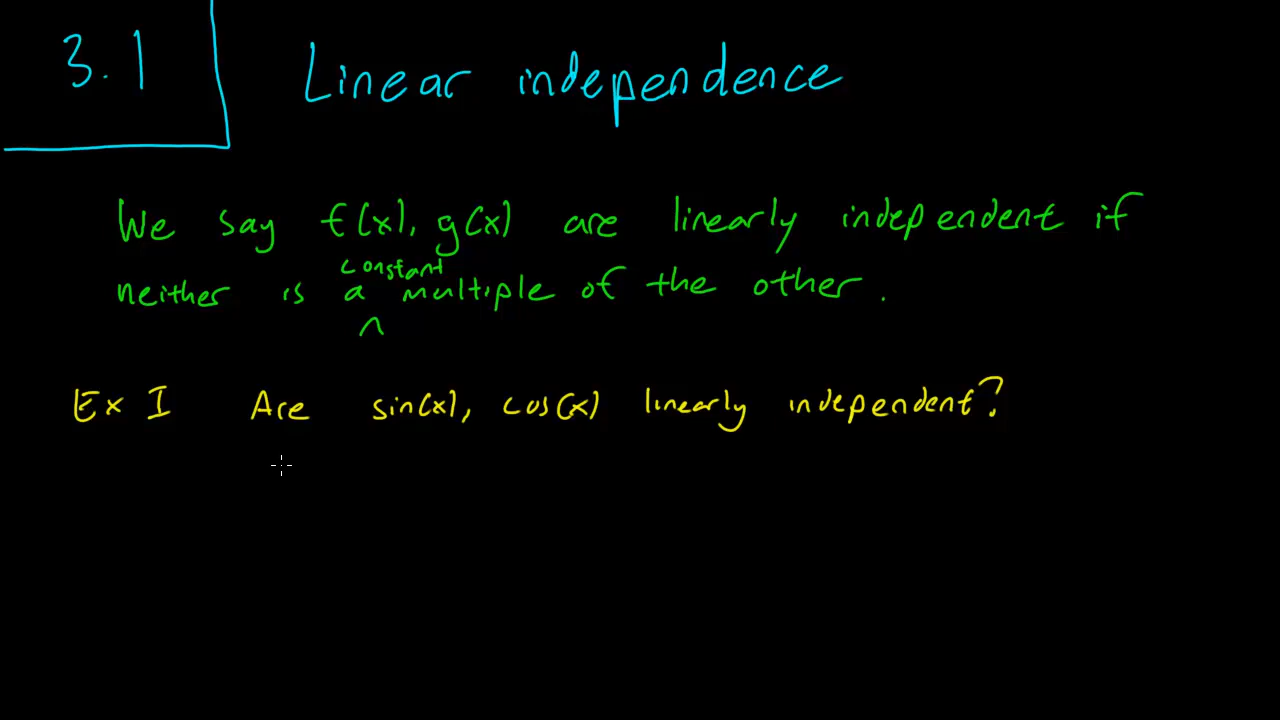 3.1
Linear independence
We say f(x), g(x) are linearly independent if
constant
neither is a multiple of the other.
^
Ex I Are sin(x), cos(x) linearly independent?